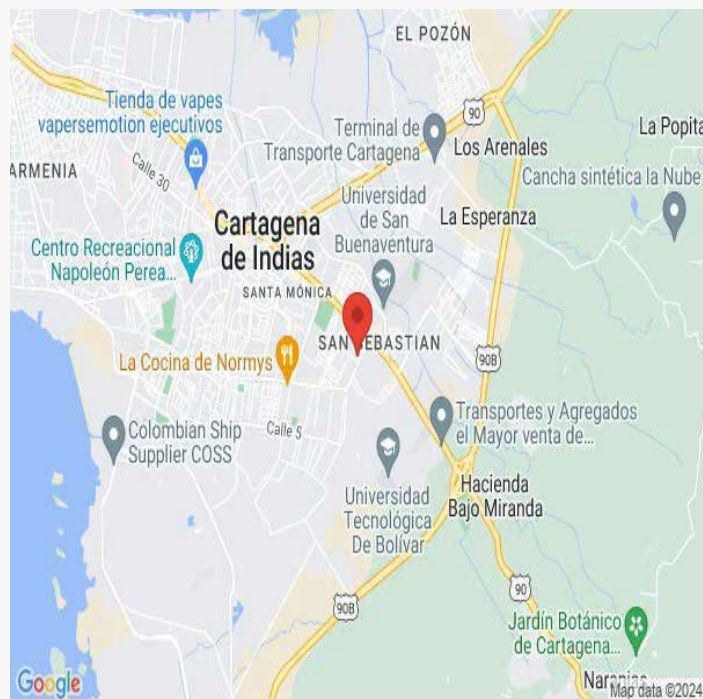 EL POZÓN
Tienda de vapes
vapersemotion ejecutivos
90
Terminal de
Transporte Cartagena
Los Arenales
La Popita
Calle 30
ARMENIA
Cancha sintética la Nube
Universidad
de San
Buenaventura
La Esperanza
Cartagena
de Indias
Centro Recreacional
Napoleón Perea...
SANTA MÓNICA
SAN SEBASTIAN
90B
La Cocina de Normys
Transportes y Agregados
el Mayor venta de...
Colombian Ship
Supplier COSS
Calle 5
Universidad
Tecnológica
De Bolívar
Hacienda
Bajo Miranda
90B
90
Jardín Botánico
de Cartagena...
Naranjas
Google
Map data ©2024